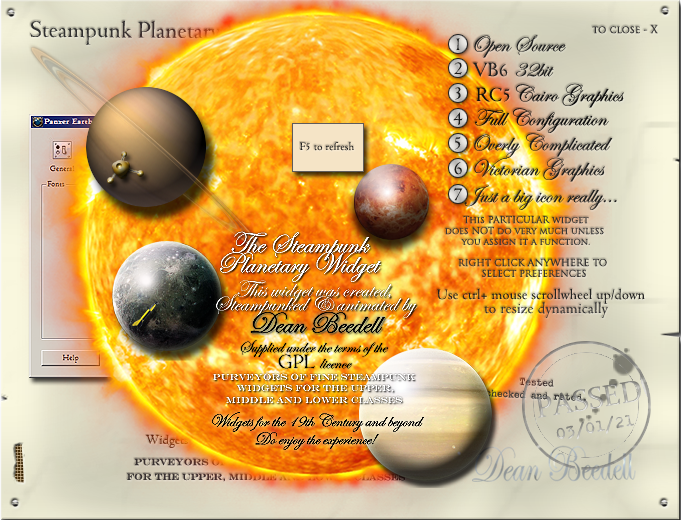 Steampunk Planetary
TO CLOSE - X
1 Open Source
2 VB6 32bit
3 RC5 Cairo Graphics
4 Full Configuration
5 Overly Complicated
6 Victorian Graphics
7 Just a big icon really...
THIS PARTICULAR WIDGET
DOES NOT DO VERY MUCH UNLESS
YOU ASSIGN IT A FUNCTION.
RIGHT CLICK ANYWHERE TO
SELECT PREFERENCES
Use ctrl+ mouse scrollwheel up/down
to resize dynamically
Panzer Earth
General
Fonts
Help
F5 to refresh
The Steampunk
Planetary Widget
This widget was created,
Steampunked & animated by
Dean Beedell
Supplied under the terms of the
GPL licence
PURVEYORS OF FINE STEAMPUNK
WIDGETS FOR THE UPPER,
MIDDLE AND LOWER CLASSES
Widgets for the 19th Century and beyond
Do enjoy the experience!
Tested
checked and rated,
PASSED
03/01/21
Dean Beedell
Widge
PURVEYORS O
FOR THE UPPER, MIDDLE AND LOWER CLASSES